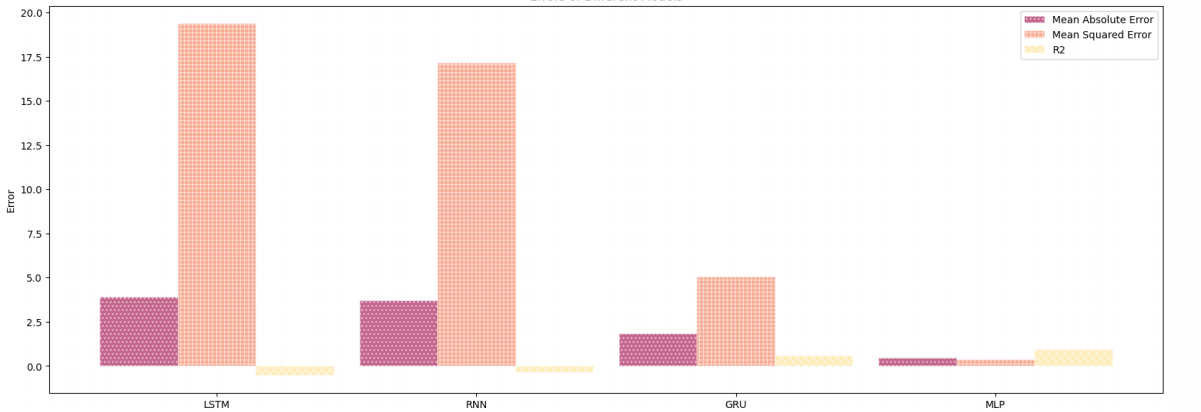 20.0
17.5
15.0
12.5
10.0
7.5
5.0
2.5
0.0
Error
Mean Absolute Error
Mean Squared Error
R2
LSTM RNN GRU MLP